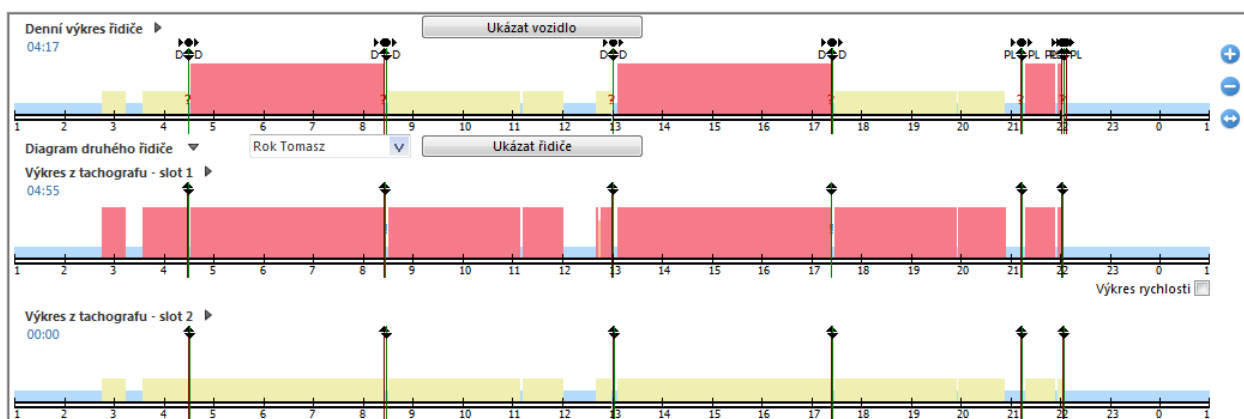 Denní výkres řidiče
Ukázat vozidlo
04:17
D D D D D D D D PL PL PL
? ? ? ? ? ?
1 2 3 4 5 6 7 8 9 10 11 12 13 14 15 16 17 18 19 20 21 22 23 0 1
Diagram druhého řidiče Rok Tomasz Ukázat řidiče
Výkres z tachografu - slot 1
04:55
1 2 3 4 5 6 7 8 9 10 11 12 13 14 15 16 17 18 19 20 21 22 23 0 1
Výkres rychlosti
Výkres z tachografu - slot 2
00:00
1 2 3 4 5 6 7 8 9 10 11 12 13 14 15 16 17 18 19 20 21 22 23 0 1